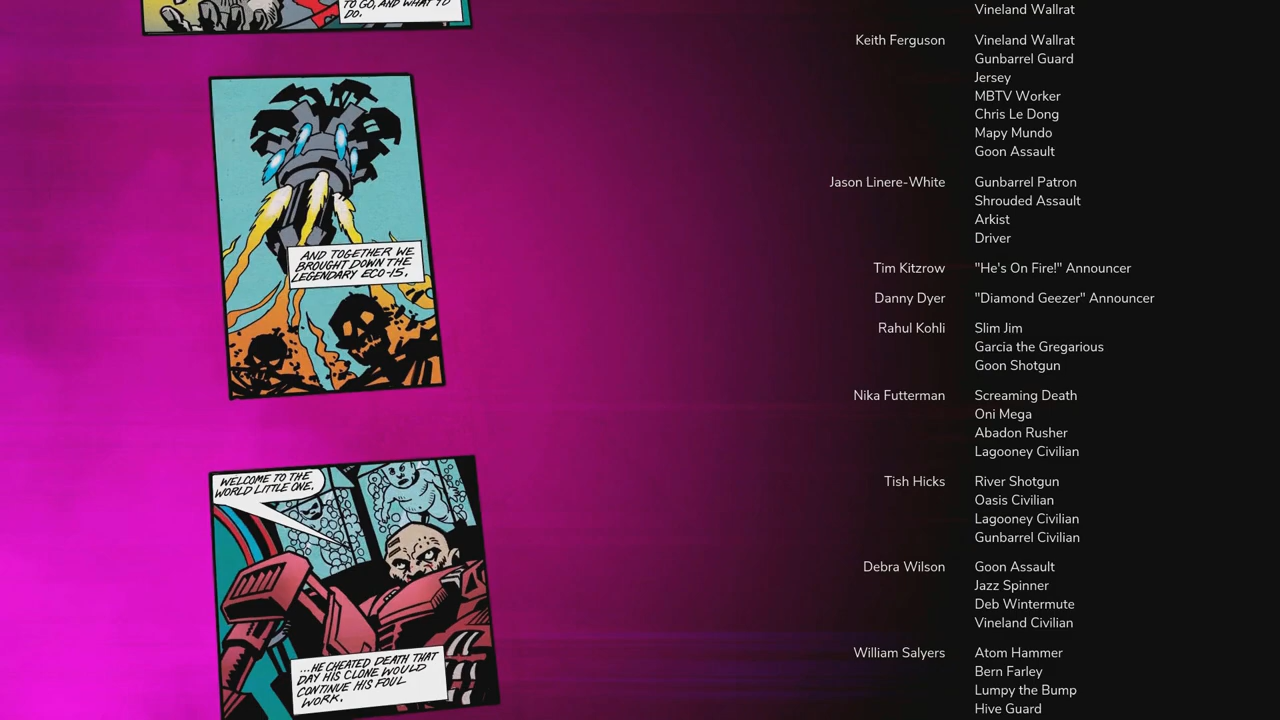 TO GO, AND WHAT TO
DO.
AND TOGETHER WE
BROUGHT DOWN THE
LEGENDARY ECO-15,
WELCOME TO THE
WORLD LITTLE ONE.
...HE CHEATED DEATH THAT
DAY HIS CLONE WOULD
CONTINUE HIS FOUL
WORK.
Vineland Wallrat
Keith Ferguson Vineland Wallrat
Gunbarrel Guard
Jersey
MBTV Worker
Chris Le Dong
Mapy Mundo
Goon Assault
Jason Linere-White Gunbarrel Patron
Shrouded Assault
Arkist
Driver
Tim Kitzrow "He's On Fire!" Announcer
Danny Dyer "Diamond Geezer" Announcer
Rahul Kohli Slim Jim
Garcia the Gregarious
Goon Shotgun
Nika Futterman Screaming Death
Oni Mega
Abadon Rusher
Lagooney Civilian
Tish Hicks River Shotgun
Oasis Civilian
Lagooney Civilian
Gunbarrel Civilian
Debra Wilson Goon Assault
Jazz Spinner
Deb Wintermute
Vineland Civilian
William Salyers Atom Hammer
Bern Farley
Lumpy the Bump
Hive Guard